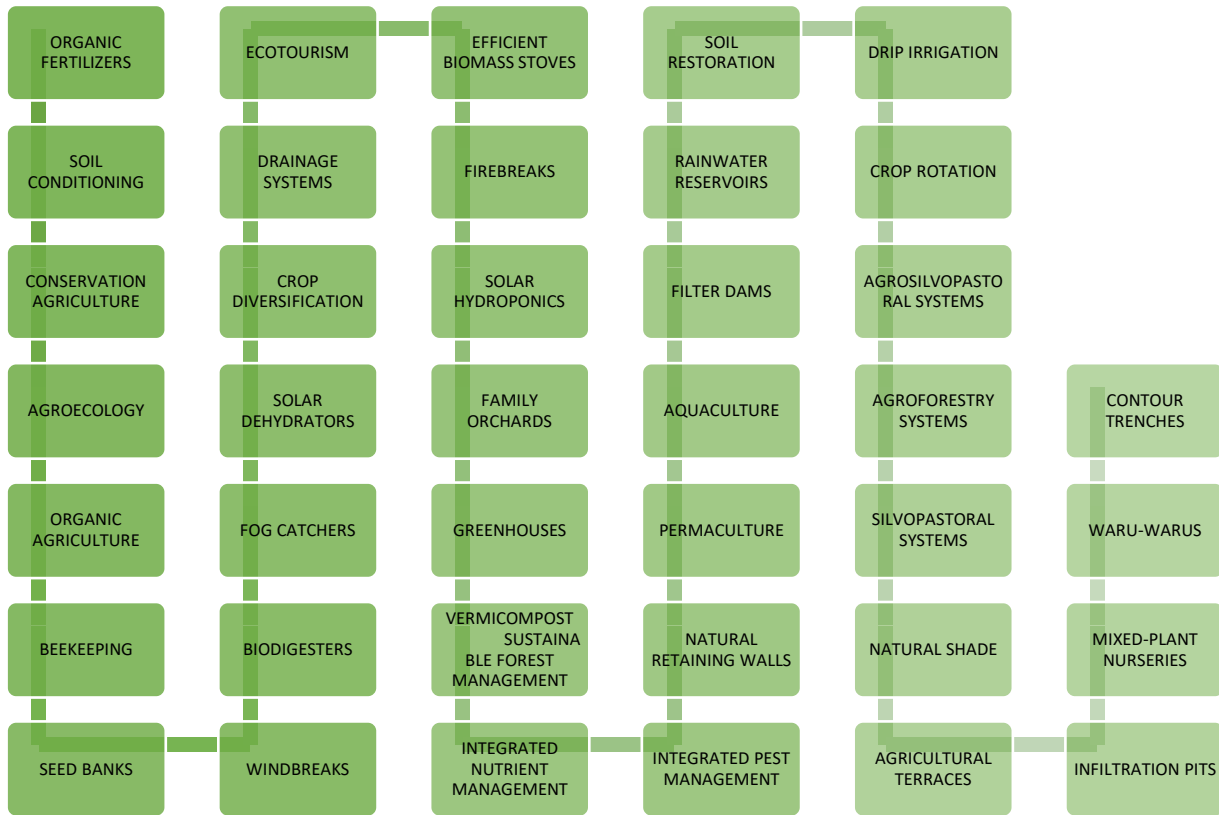 ORGANIC
FERTILIZERS
SOIL
CONDITIONING
CONSERVATION
AGRICULTURE
AGROECOLOGY
ORGANIC
AGRICULTURE
BEEKEEPING
SEED BANKS
WINDBREAKS
BIODIGESTERS
FOG CATCHERS
SOLAR
DEHYDRATORS
CROP
DIVERSIFICATION
DRAINAGE
SYSTEMS
ECOTOURISM
EFFICIENT
BIOMASS STOVES
FIREBREAKS
SOLAR
HYDROPONICS
FAMILY
ORCHARDS
GREENHOUSES
VERMICOMPOST
SUSTAINA
BLE FOREST
MANAGEMENT
INTEGRATED
NUTRIENT
MANAGEMENT
INTEGRATED PEST
MANAGEMENT
NATURAL
RETAINING WALLS
PERMACULTURE
AQUACULTURE
FILTER DAMS
RAINWATER
RESERVOIRS
SOIL
RESTORATION
DRIP IRRIGATION
CROP ROTATION
AGROSILVOPASTO
RAL SYSTEMS
AGROFORESTRY
SYSTEMS
SILVOPASTORAL
SYSTEMS
NATURAL SHADE
AGRICULTURAL
TERRACES
INFILTRATION PITS
MIXED-PLANT
NURSERIES
WARU-WARUS
CONTOUR
TRENCHES